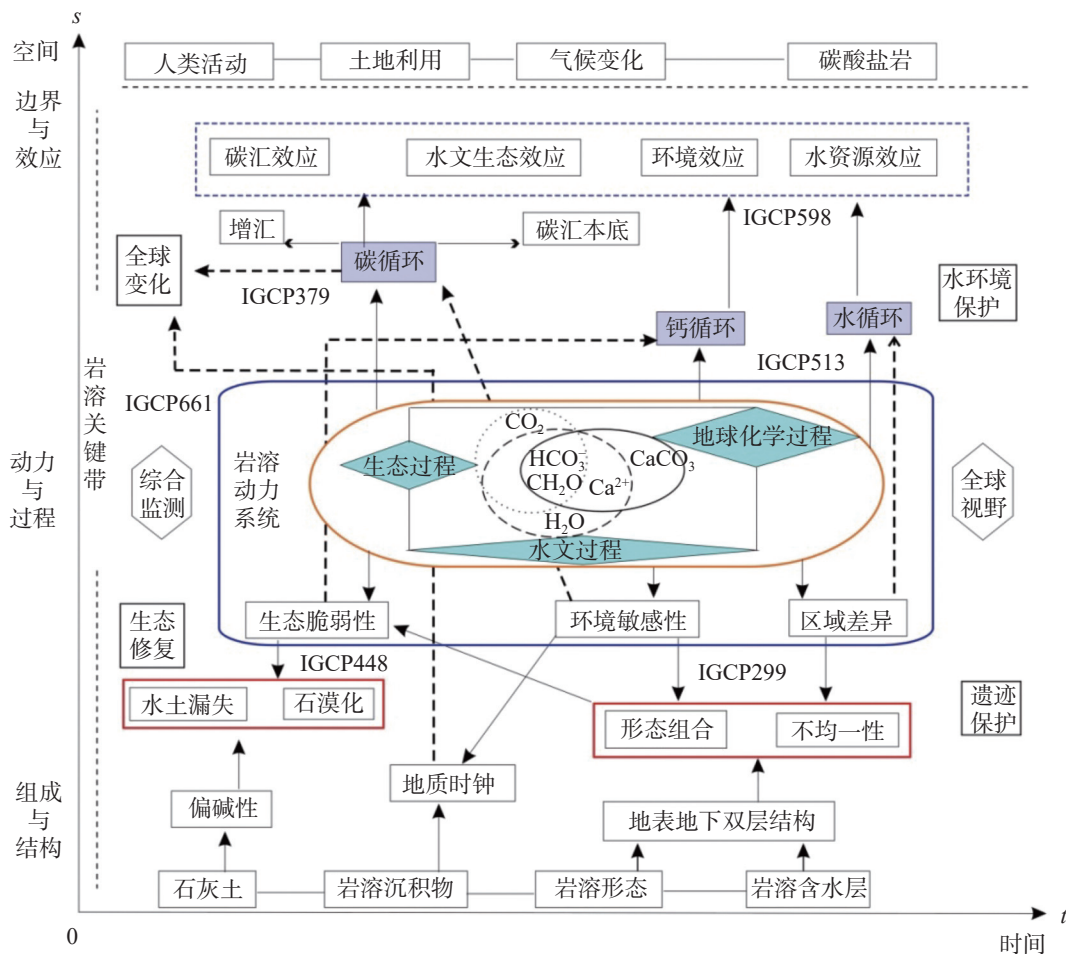 s
空间
人类活动
土地利用
气候变化
碳酸盐岩
边界
与
效应
碳汇效应
水文生态效应
环境效应
水资源效应
IGCP598
增汇
碳汇本底
全球
变化
碳循环
IGCP379
水环境
保护
钙循环
水循环
IGCP513
岩溶关键带
IGCP661
CO₂
地球化学过程
生态过程
HCO₃⁻
CaCO₃
CH₂O
Ca²⁺
H₂O
水文过程
岩溶
动力
系统
动力
与
过程
综合
监测
全球
视野
生态脆弱性
环境敏感性
区域差异
生态
修复
IGCP448
IGCP299
水土漏失
石漠化
形态组合
不均一性
遗迹
保护
地质时钟
组成
与
结构
偏碱性
地表地下双层结构
石灰土
岩溶沉积物
岩溶形态
岩溶含水层
0
t
时间